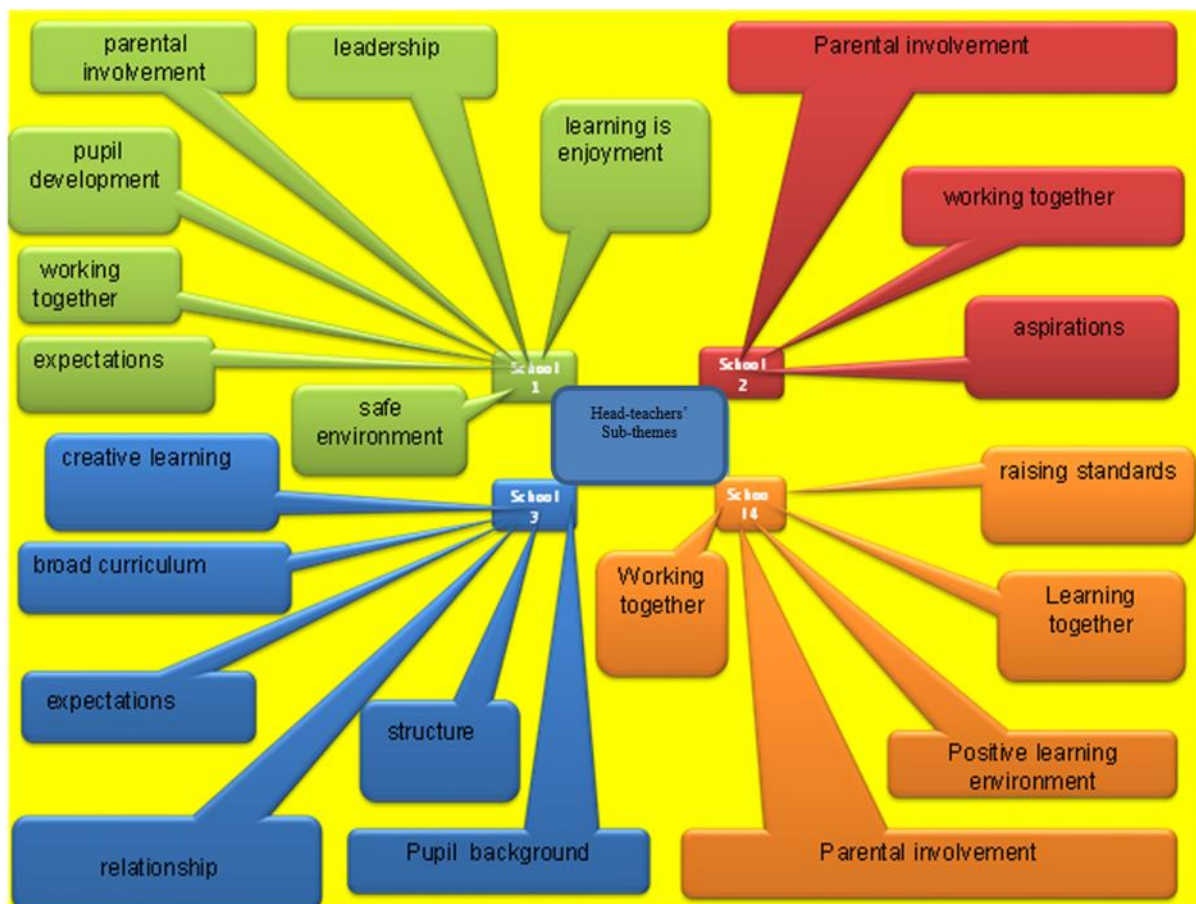 parental
involvement
leadership
learning is
enjoyment
pupil
development
working
together
expectations
safe
environment
School
1
Parental involvement
working together
aspirations
School
2
Head-teachers'
Sub-themes
creative learning
broad curriculum
expectations
relationship
structure
Pupil background
School
3
Schoo
l4
raising standards
Working
together
Learning
together
Positive learning
environment
Parental involvement